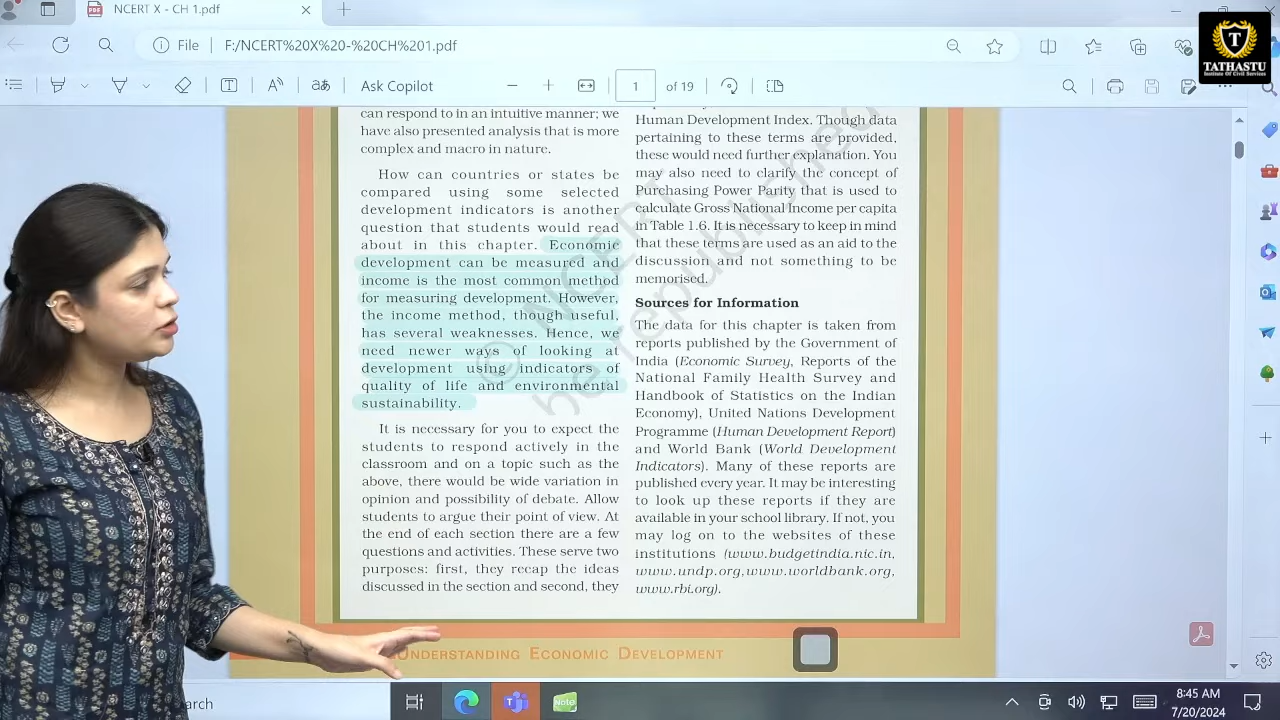 NCERT X - CH 1.pdf
File
F:/NCERT%20X%20-%20CH%201.pdf
Ask Copilot
1
of 19
T
TATHASTU
Institute Of Civil Services
can respond to in an intuitive manner; we
have also presented analysis that is more
complex and macro in nature.
How can countries or states be
compared using some selected
development indicators is another
question that students would read
about in this chapter. Economic
development can be measured and
income is the most common method
for measuring development. However,
the income method, though useful,
has several weaknesses. Hence, we
need newer ways of looking at
development using indicators of
quality of life and environmental
sustainability.
It is necessary for you to expect the
students to respond actively in the
classroom and on a topic such as the
above, there would be wide variation in
opinion and possibility of debate. Allow
students to argue their point of view. At
the end of each section there are a few
questions and activities. These serve two
purposes: first, they recap the ideas
discussed in the section and second, they
Human Development Index. Though data
pertaining to these terms are provided,
these would need further explanation. You
may also need to clarify the concept of
Purchasing Power Parity that is used to
calculate Gross National Income per capita
in Table 1.6. It is necessary to keep in mind
that these terms are used as an aid to the
discussion and not something to be
memorised.
Sources for Information
The data for this chapter is taken from
reports published by the Government of
India (Economic Survey, Reports of the
National Family Health Survey and
Handbook of Statistics on the Indian
Economy), United Nations Development
Programme (Human Development Report)
and World Bank (World Development
Indicators). Many of these reports are
published every year. It may be interesting
to look up these reports if they are
available in your school library. If not, you
may log on to the websites of these
institutions (www.budgetindia.nic.in,
www.undp.org,www.worldbank.org,
www.rbi.org).
© NCERT
be republished
UNDERSTANDING ECONOMIC DEVELOPMENT
Note
8:45 AM
7/20/2024